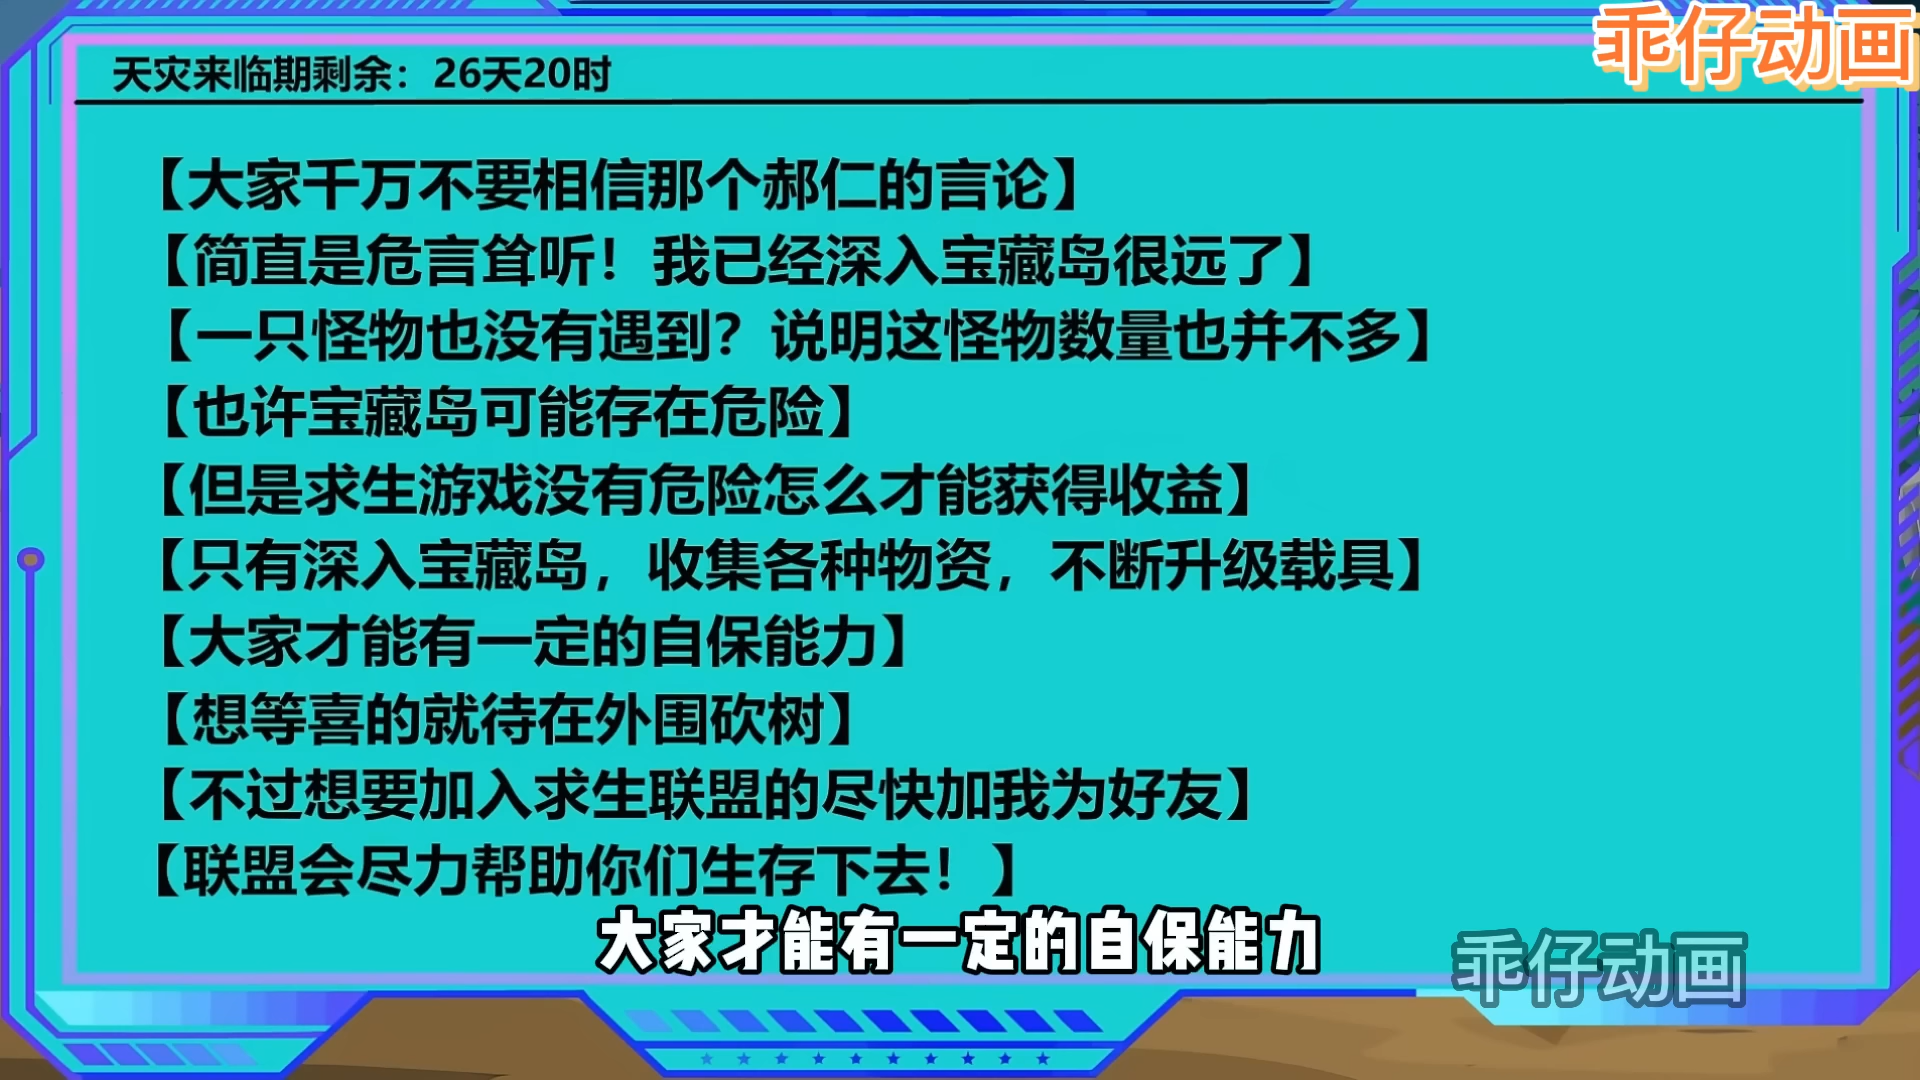 乖仔动画
天灾来临期剩余：26天20时
【大家千万不要相信那个郝仁的言论】
【简直是危言耸听！我已经深入宝藏岛很远了】
【一只怪物也没有遇到？说明这怪物数量也并不多】
【也许宝藏岛可能存在危险】
【但是求生游戏没有危险怎么才能获得收益】
【只有深入宝藏岛，收集各种物资，不断升级载具】
【大家才能有一定的自保能力】
【想等喜的就待在外围砍树】
【不过想要加入求生联盟的尽快加我为好友】
【联盟会尽力帮助你们生存下去！】
大家才能有一定的自保能力
乖仔动画